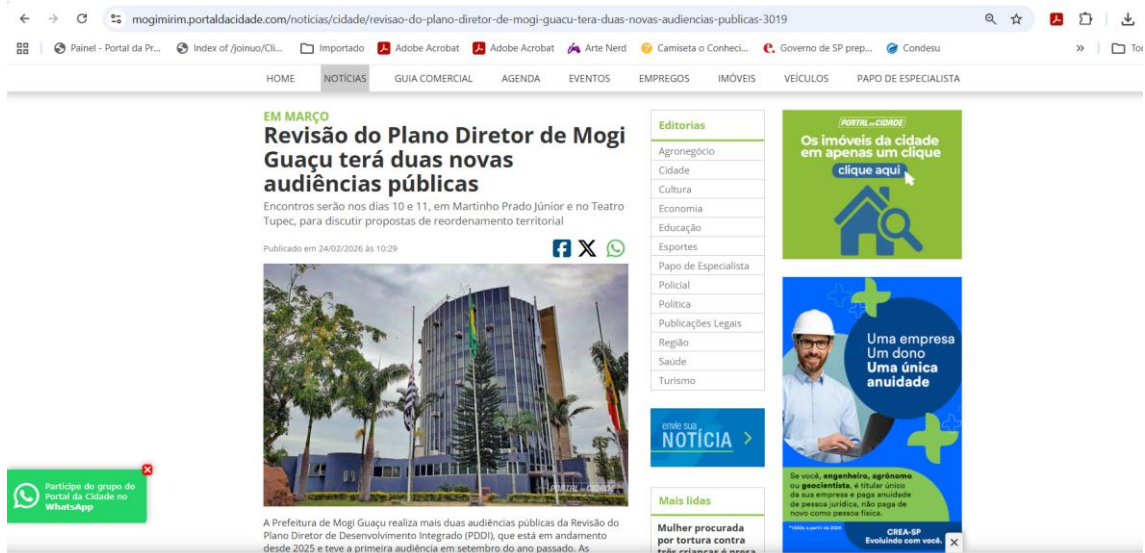 mogimirim.portaldacidade.com/noticias/cidade/revisao-do-plano-diretor-de-mogi-guacu-tera-duas-novas-audiencias-publicas-3019
Painel - Portal da Pr...
Index of /joinuo/Cli...
Importado
Adobe Acrobat
Adobe Acrobat
Arte Nerd
Camiseta o Conheci...
Governo de SP prep...
Condesu
»
HOME
NOTÍCIAS
GUIA COMERCIAL
AGENDA
EVENTOS
EMPREGOS
IMÓVEIS
VEÍCULOS
PAPO DE ESPECIALISTA
EM MARÇO
Revisão do Plano Diretor de Mogi
Guaçu terá duas novas
audiências públicas
Encontros serão nos dias 10 e 11, em Martinho Prado Júnior e no Teatro
Tupec, para discutir propostas de reordenamento territorial
Publicado em 24/02/2026 às 10:29
PORTAL DA CIDADE
A Prefeitura de Mogi Guaçu realiza mais duas audiências públicas da Revisão do
Plano Diretor de Desenvolvimento Integrado (PDDI), que está em andamento
desde 2025 e teve a primeira audiência em setembro do ano passado. As
Editorias
Agronegócio
Cidade
Cultura
Economia
Educação
Esportes
Papo de Especialista
Policial
Política
Publicações Legais
Região
Saúde
Turismo
envie sua
NOTÍCIA >
Mais lidas
Mulher procurada
por tortura contra
três crianças é presa
PORTAL DA CIDADE
Os imóveis da cidade
em apenas um clique
clique aqui
Uma empresa
Um dono
Uma única
anuidade
Se você, engenheiro, agrônomo
ou geocientista, é titular único
da sua empresa e paga anuidade
de pessoa jurídica, não paga de
novo como pessoa física.
*Válido a partir de 2026
CREA-SP
Evoluindo com você.
Participe do grupo do
Portal da Cidade no
WhatsApp